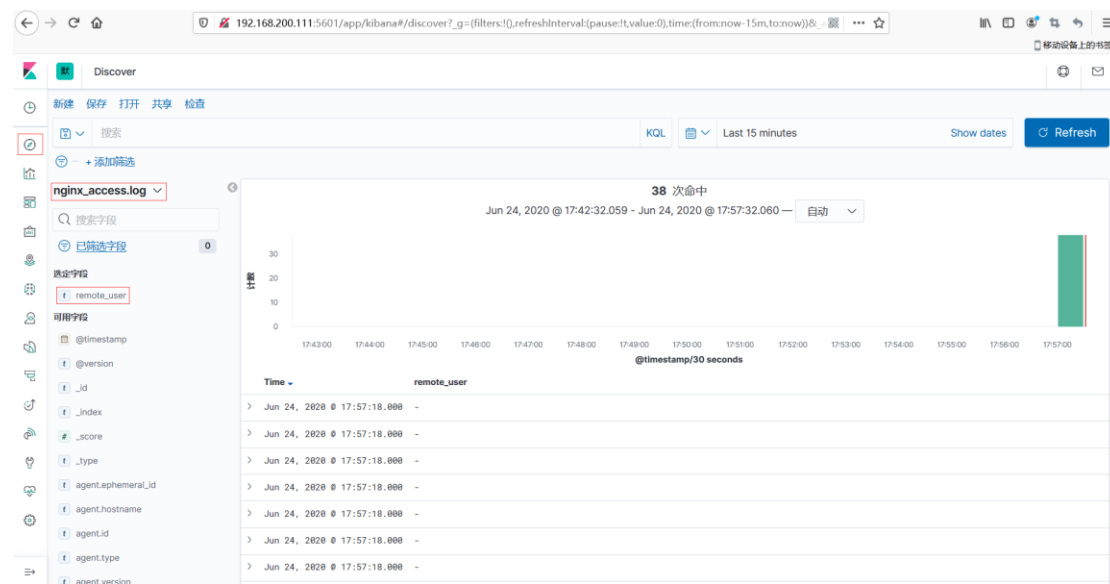 192.168.200.111:5601/app/kibana#/discover?_g=(filters:!(),refreshInterval:(pause:!t,value:0),time:(from:now-15m,to:now))&_
移动设备上的书签
默 Discover
新建 保存 打开 共享 检查
搜索 KQL Last 15 minutes Show dates Refresh
+ 添加筛选
nginx_access.log
搜索字段
已筛选字段 0
选定字段
t remote_user
可用字段
@timestamp
t @version
t _id
t _index
# _score
t _type
t agent.ephemeral_id
t agent.hostname
t agent.id
t agent.type
t agent.version
38 次命中
Jun 24, 2020 @ 17:42:32.059 - Jun 24, 2020 @ 17:57:32.060 — 自动
计数
30
20
10
0
17:43:00 17:44:00 17:45:00 17:46:00 17:47:00 17:48:00 17:49:00 17:50:00 17:51:00 17:52:00 17:53:00 17:54:00 17:55:00 17:56:00 17:57:00
@timestamp/30 seconds
Time remote_user
Jun 24, 2020 @ 17:57:18.000 -
Jun 24, 2020 @ 17:57:18.000 -
Jun 24, 2020 @ 17:57:18.000 -
Jun 24, 2020 @ 17:57:18.000 -
Jun 24, 2020 @ 17:57:18.000 -
Jun 24, 2020 @ 17:57:18.000 -
Jun 24, 2020 @ 17:57:18.000 -